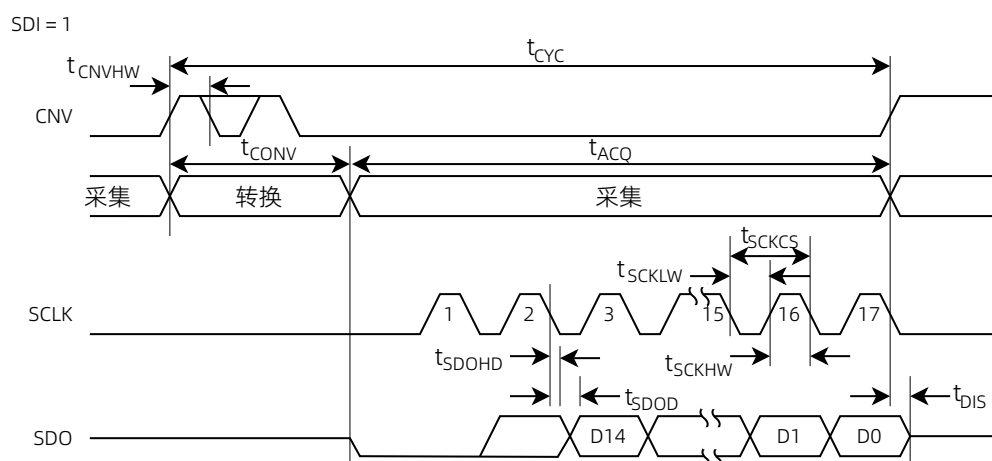 SDI = 1
tCYC
tCNVHW
CNV
tCONV
tACQ
采集
转换
采集
tSCKCS
tSCKLW
SCLK
1
2
3
15
16
17
tSDOHD
tSCKHW
tSDOD
tDIS
SDO
D14
D1
D0